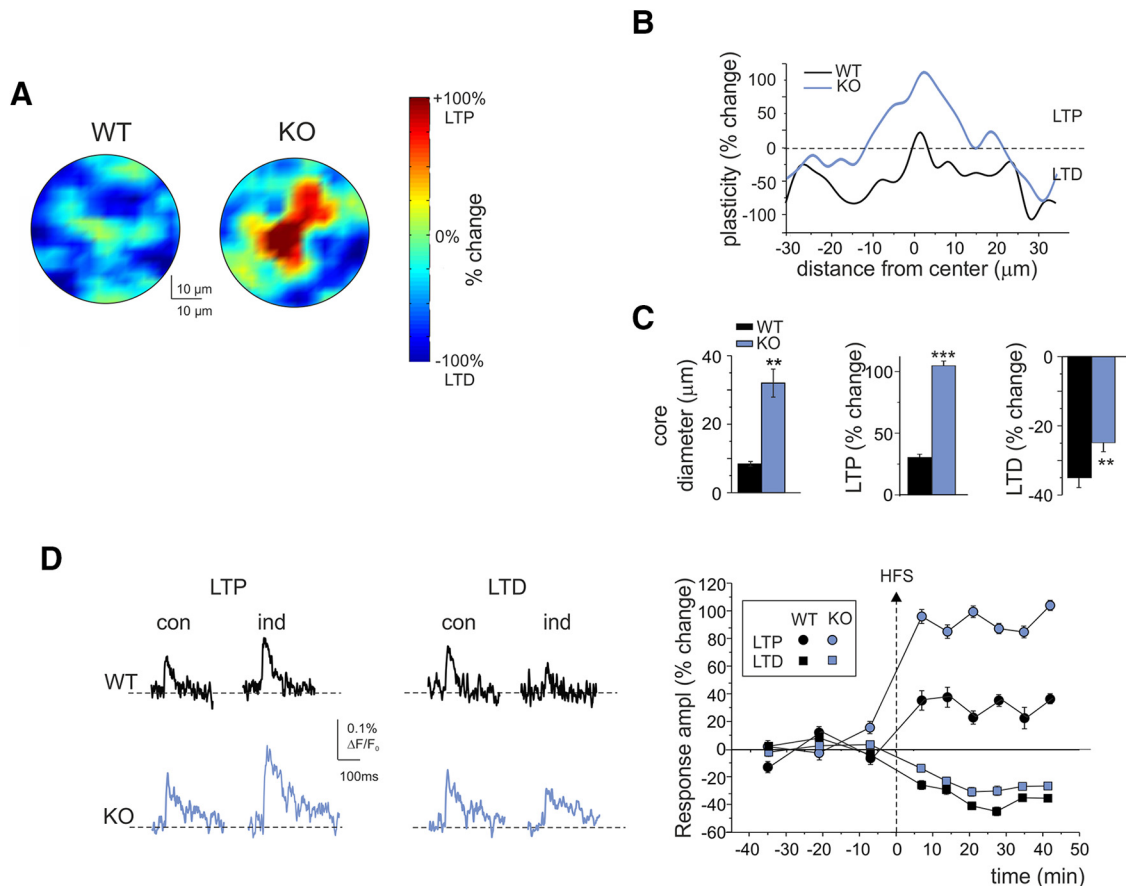 A
WT
KO
+100%
LTP
0%
% change
-100%
LTD
10 μm
10 μm
B
WT
KO
plasticity (% change)
100
50
0
-50
-100
LTP
LTD
-30
-20
-10
0
10
20
30
distance from center (μm)
C
WT
KO
core
diameter (μm)
40
20
0
**
LTP (% change)
100
50
0
***
LTD (% change)
0
-20
-40
**
D
LTP
LTD
con
ind
con
ind
WT
KO
0.1%
ΔF/F₀
100ms
HFS
WT KO
LTP
LTD
Response ampl (% change)
120
100
80
60
40
20
0
-20
-40
-60
-40
-20
0
10
20
30
40
50
time (min)